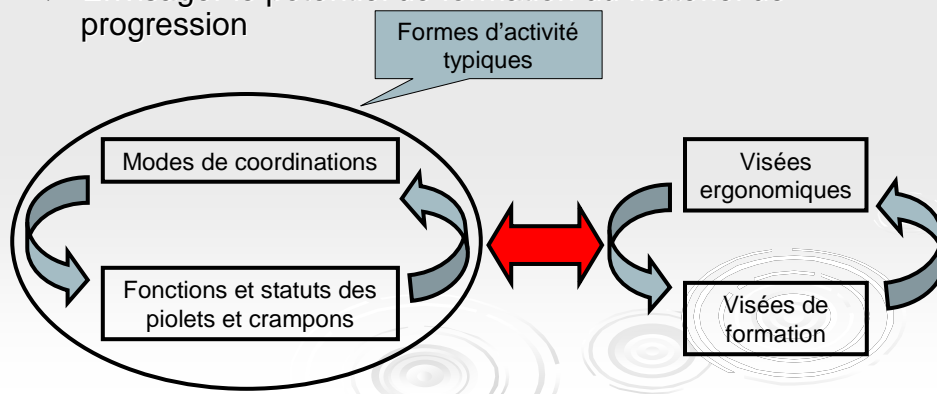 progression
Formes d'activité
typiques
Modes de coordinations
Fonctions et statuts des
piolets et crampons
Visées
ergonomiques
Visées de
formation